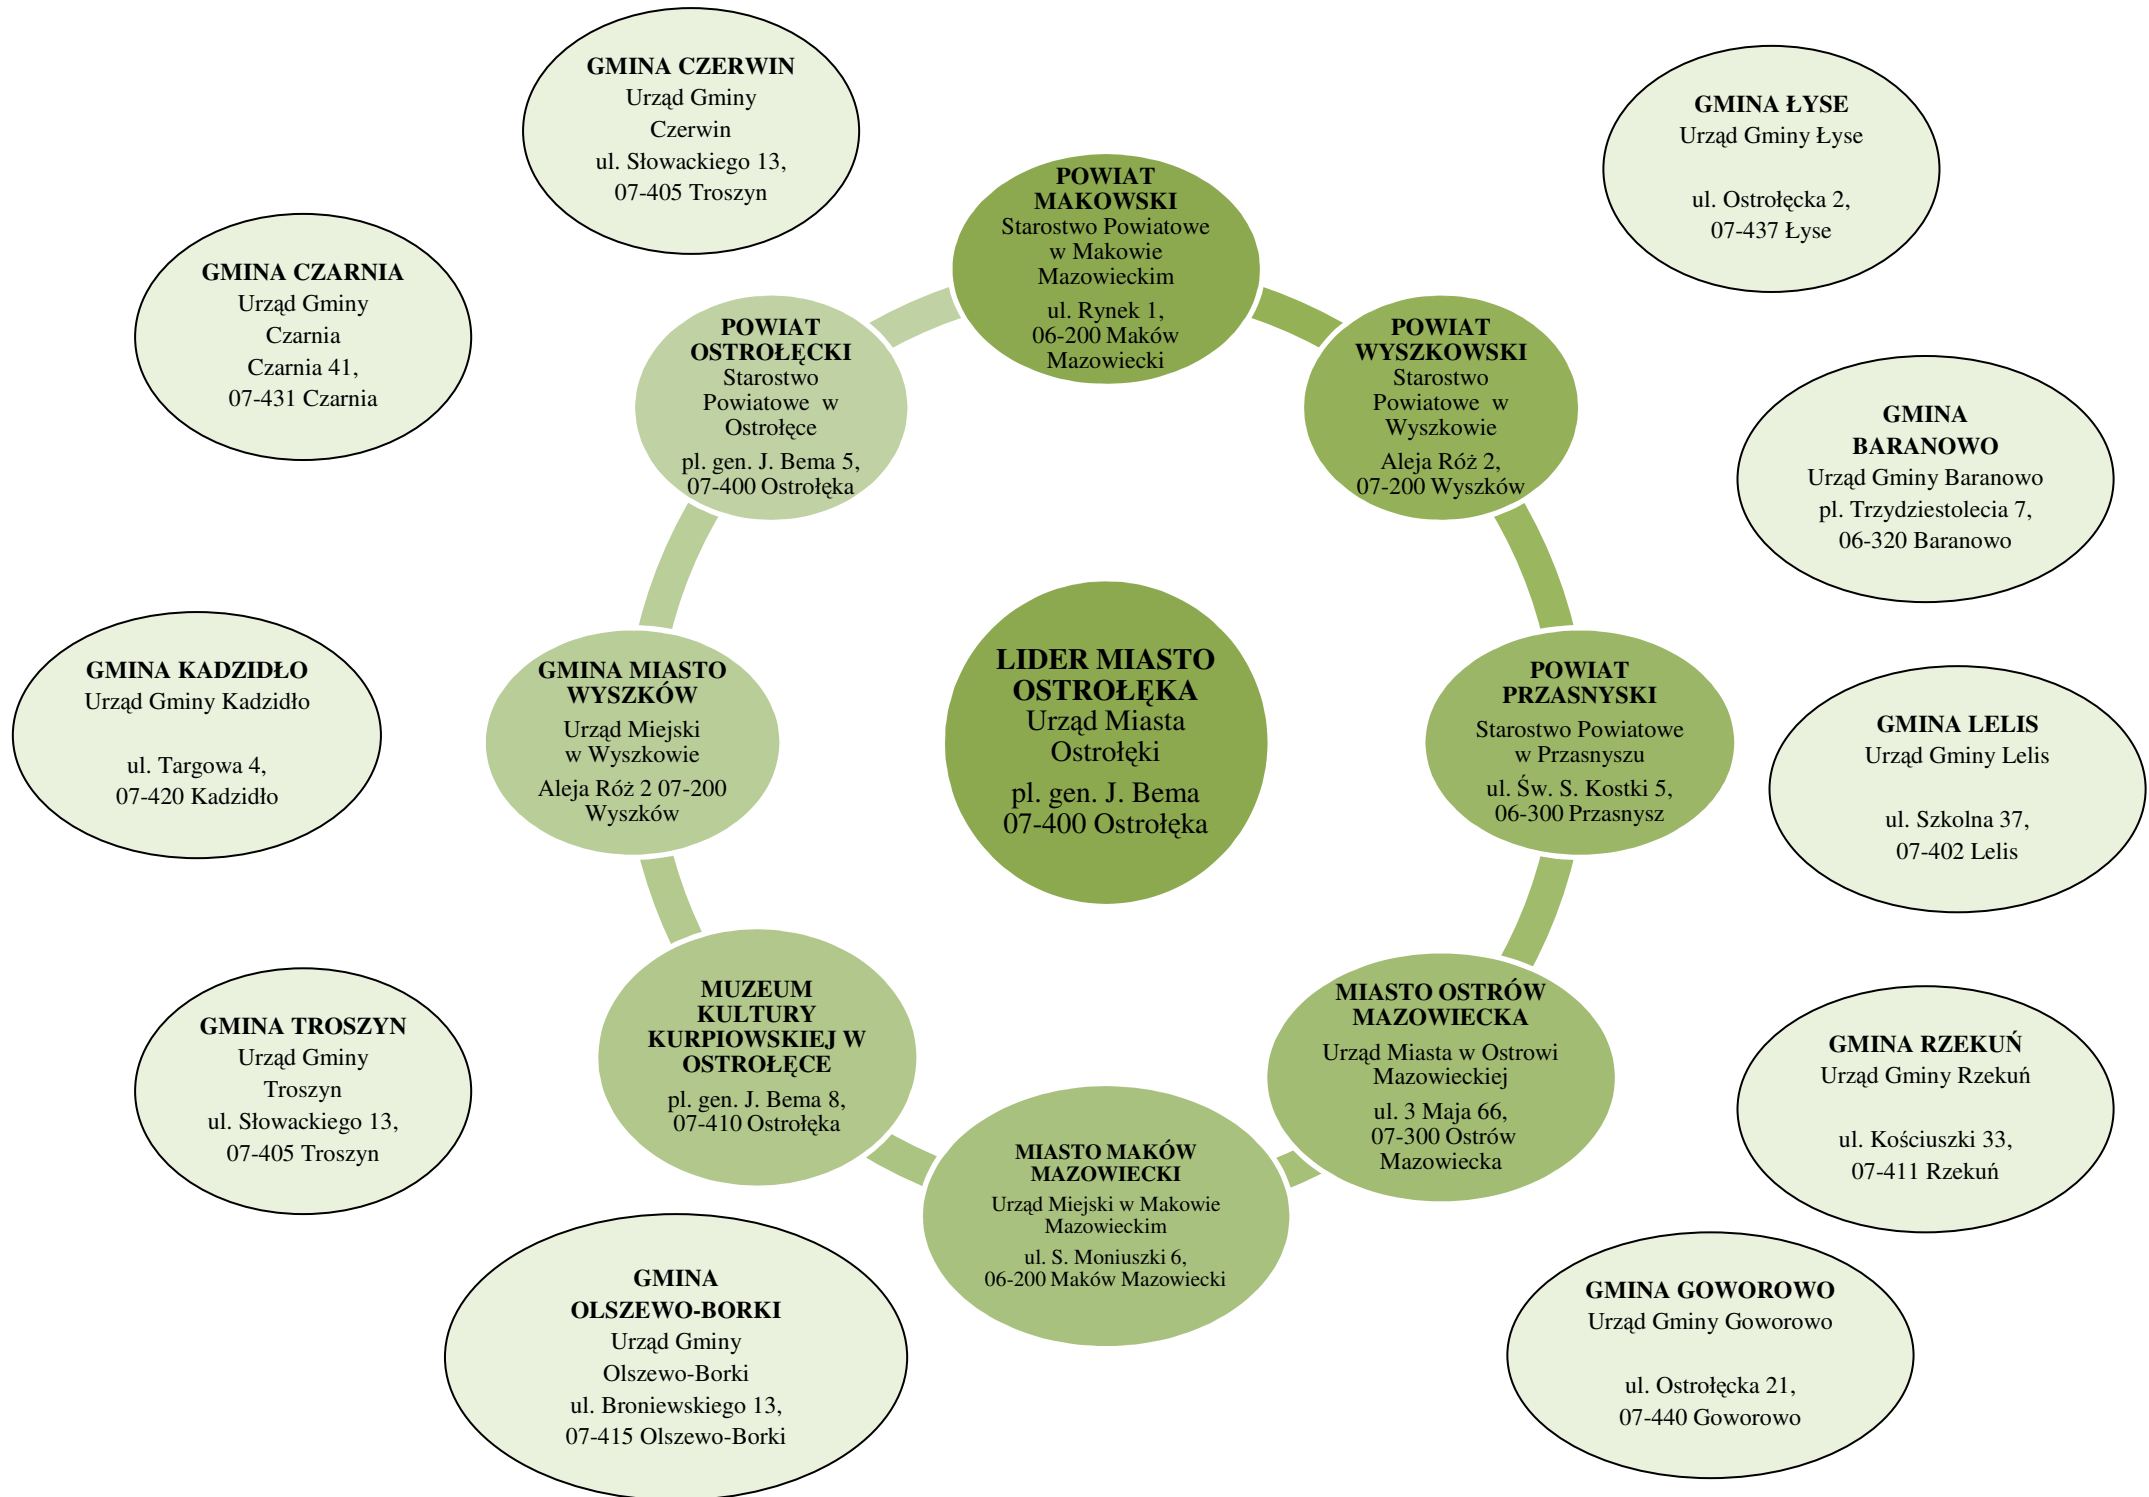 GMINA CZERWIN
Urząd Gminy
Czerwin
ul. Słowackiego 13,
07-405 Troszyn
GMINA ŁYSE
Urząd Gminy Łyse
ul. Ostrołęcka 2,
07-437 Łyse
POWIAT
MAKOWSKI
Starostwo Powiatowe
w Makowie
Mazowieckim
ul. Rynek 1,
06-200 Maków
Mazowiecki
GMINA CZARNIA
Urząd Gminy
Czarnia
Czarnia 41,
07-431 Czarnia
POWIAT
OSTROŁĘCKI
Starostwo
Powiatowe w
Ostrołęce
pl. gen. J. Bema 5,
07-400 Ostrołęka
POWIAT
WYSZKOWSKI
Starostwo
Powiatowe w
Wyszkowie
Aleja Róż 2,
07-200 Wyszków
GMINA
BARANOWO
Urząd Gminy Baranowo
pl. Trzydziestolecia 7,
06-320 Baranowo
GMINA KADZIDŁO
Urząd Gminy Kadzidło
ul. Targowa 4,
07-420 Kadzidło
GMINA MIASTO
WYSZKÓW
Urząd Miejski
w Wyszkowie
Aleja Róż 2 07-200
Wyszków
LIDER MIASTO
OSTROŁĘKA
Urząd Miasta
Ostrołęki
pl. gen. J. Bema
07-400 Ostrołęka
POWIAT
PRZASNYSKI
Starostwo Powiatowe
w Przasnyszu
ul. Św. S. Kostki 5,
06-300 Przasnysz
GMINA LELIS
Urząd Gminy Lelis
ul. Szkolna 37,
07-402 Lelis
GMINA TROSZYN
Urząd Gminy
Troszyn
ul. Słowackiego 13,
07-405 Troszyn
MUZEUM
KULTURY
KURPIOWSKIEJ W
OSTROŁĘCE
pl. gen. J. Bema 8,
07-410 Ostrołęka
MIASTO OSTRÓW
MAZOWIECKA
Urząd Miasta w Ostrowi
Mazowieckiej
ul. 3 Maja 66,
07-300 Ostrów
Mazowiecka
GMINA RZEKUŃ
Urząd Gminy Rzekuń
ul. Kościuszki 33,
07-411 Rzekuń
MIASTO MAKÓW
MAZOWIECKI
Urząd Miejski w Makowie
Mazowieckim
ul. S. Moniuszki 6,
06-200 Maków Mazowiecki
GMINA
OLSZEWO-BORKI
Urząd Gminy
Olszewo-Borki
ul. Broniewskiego 13,
07-415 Olszewo-Borki
GMINA GOWOROWO
Urząd Gminy Goworowo
ul. Ostrołęcka 21,
07-440 Goworowo